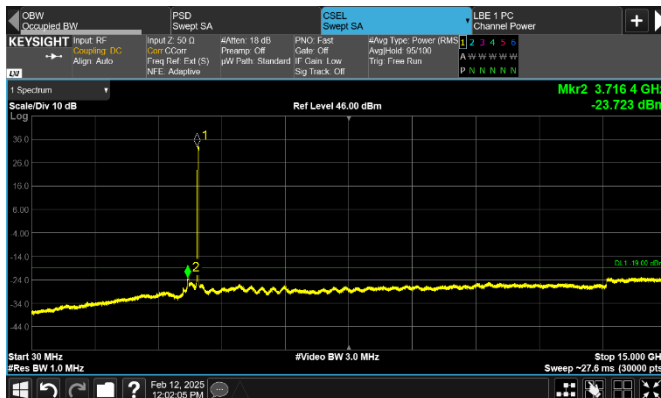 OBW
Occupied BW
PSD
Swept SA
CSEL
Swept SA
LBE 1 PC
Channel Power
KEYSIGHT
Input: RF
Coupling: DC
Align: Auto
Input Z: 50 Ω
Corr CCorr
Freq Ref: Ext (S)
NFE: Adaptive
#Atten: 18 dB
Preamp: Off
µW Path: Standard
PNO: Fast
Gate: Off
IF Gain: Low
Sig Track: Off
#Avg Type: Power (RMS
Avg|Hold: 95/100
Trig: Free Run
1 2 3 4 5 6
A W W W W W
P N N N N N
LXI
1 Spectrum
Mkr2 3.716 4 GHz
Scale/Div 10 dB
Ref Level 46.00 dBm
-23.723 dBm
Log
36.0
26.0
16.0
6.00
-4.00
-14.0
-24.0
-34.0
-44.0
1
2
DL1 -19.00 dBm
Start 30 MHz
#Video BW 3.0 MHz
Stop 15.000 GH
#Res BW 1.0 MHz
Sweep ~27.6 ms (30000 pts
Feb 12, 2025
12:02:05 PM
?